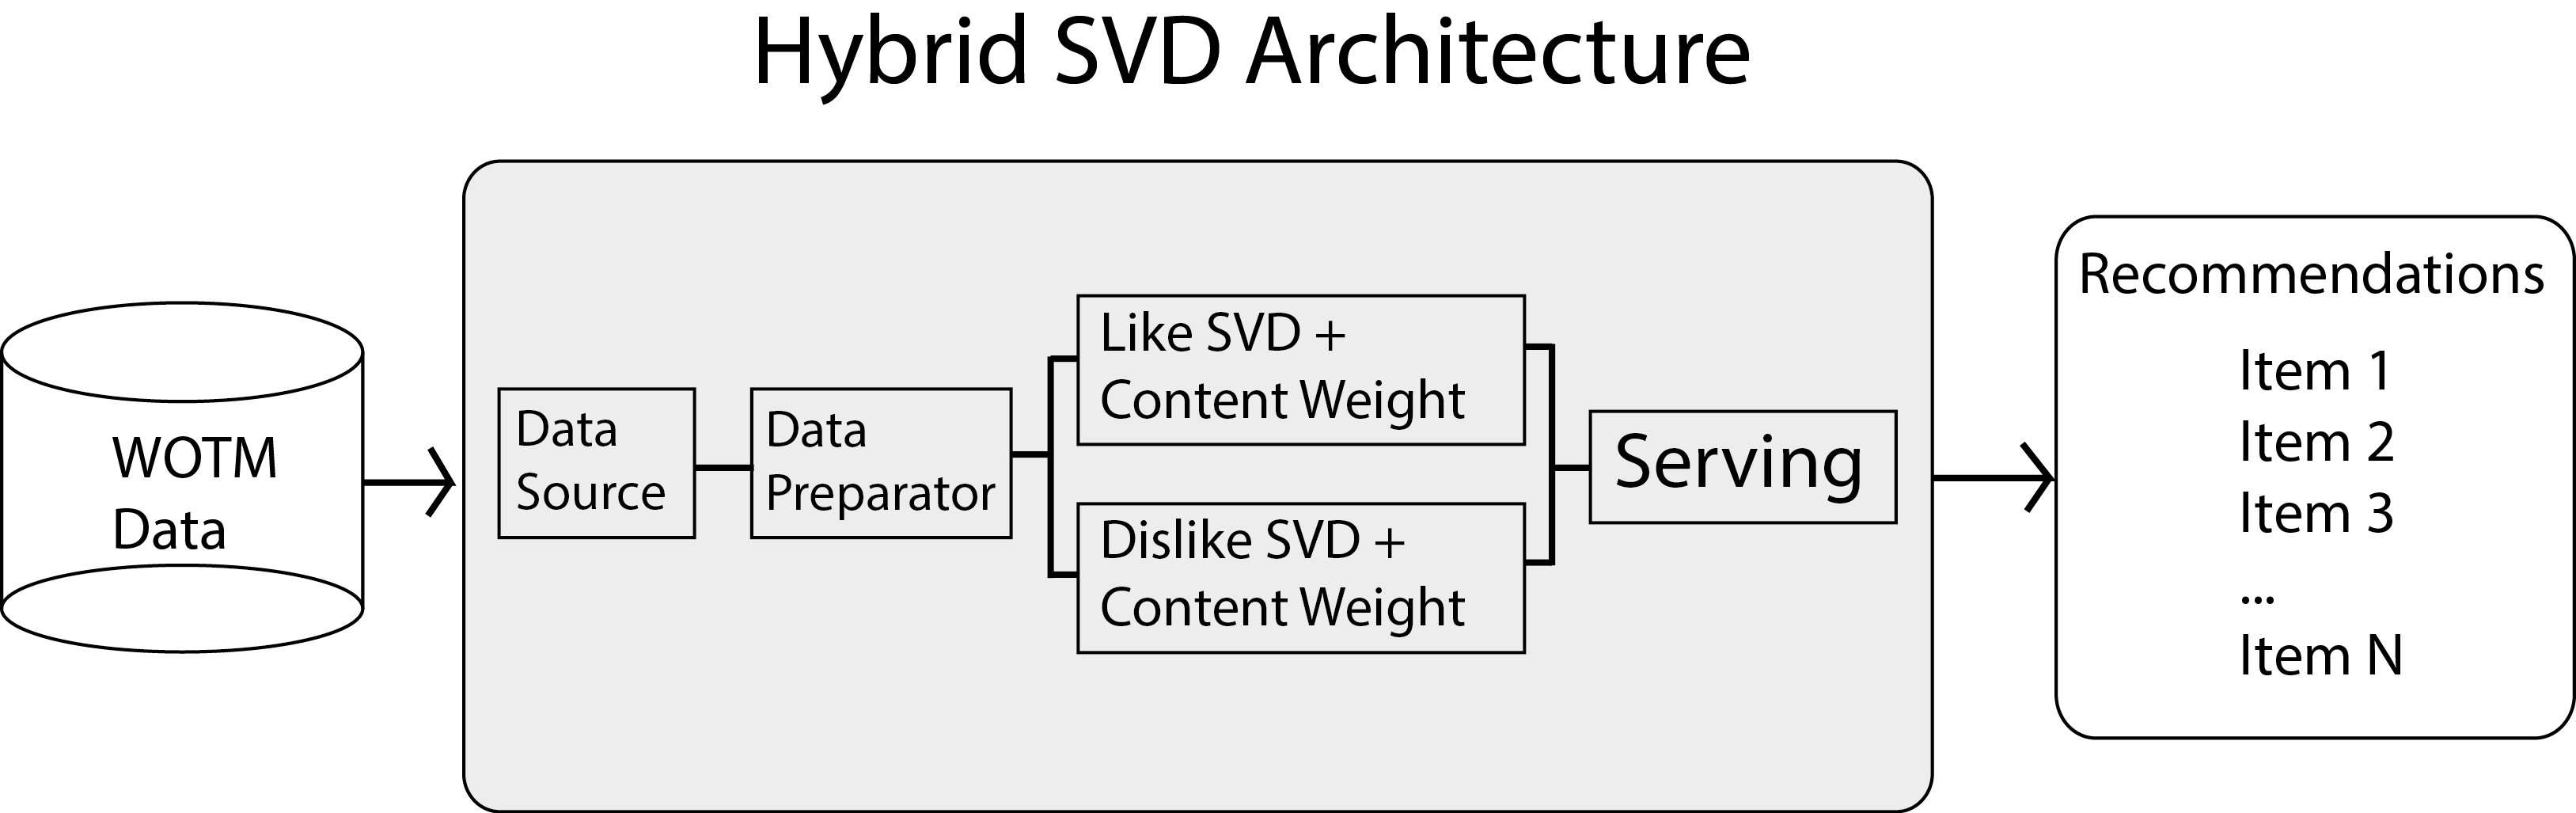 Hybrid SVD Architecture
WOTM
Data
Data
Source
Data
Preparator
Like SVD +
Content Weight
Dislike SVD +
Content Weight
Serving
Recommendations
Item 1
Item 2
Item 3
...
Item N